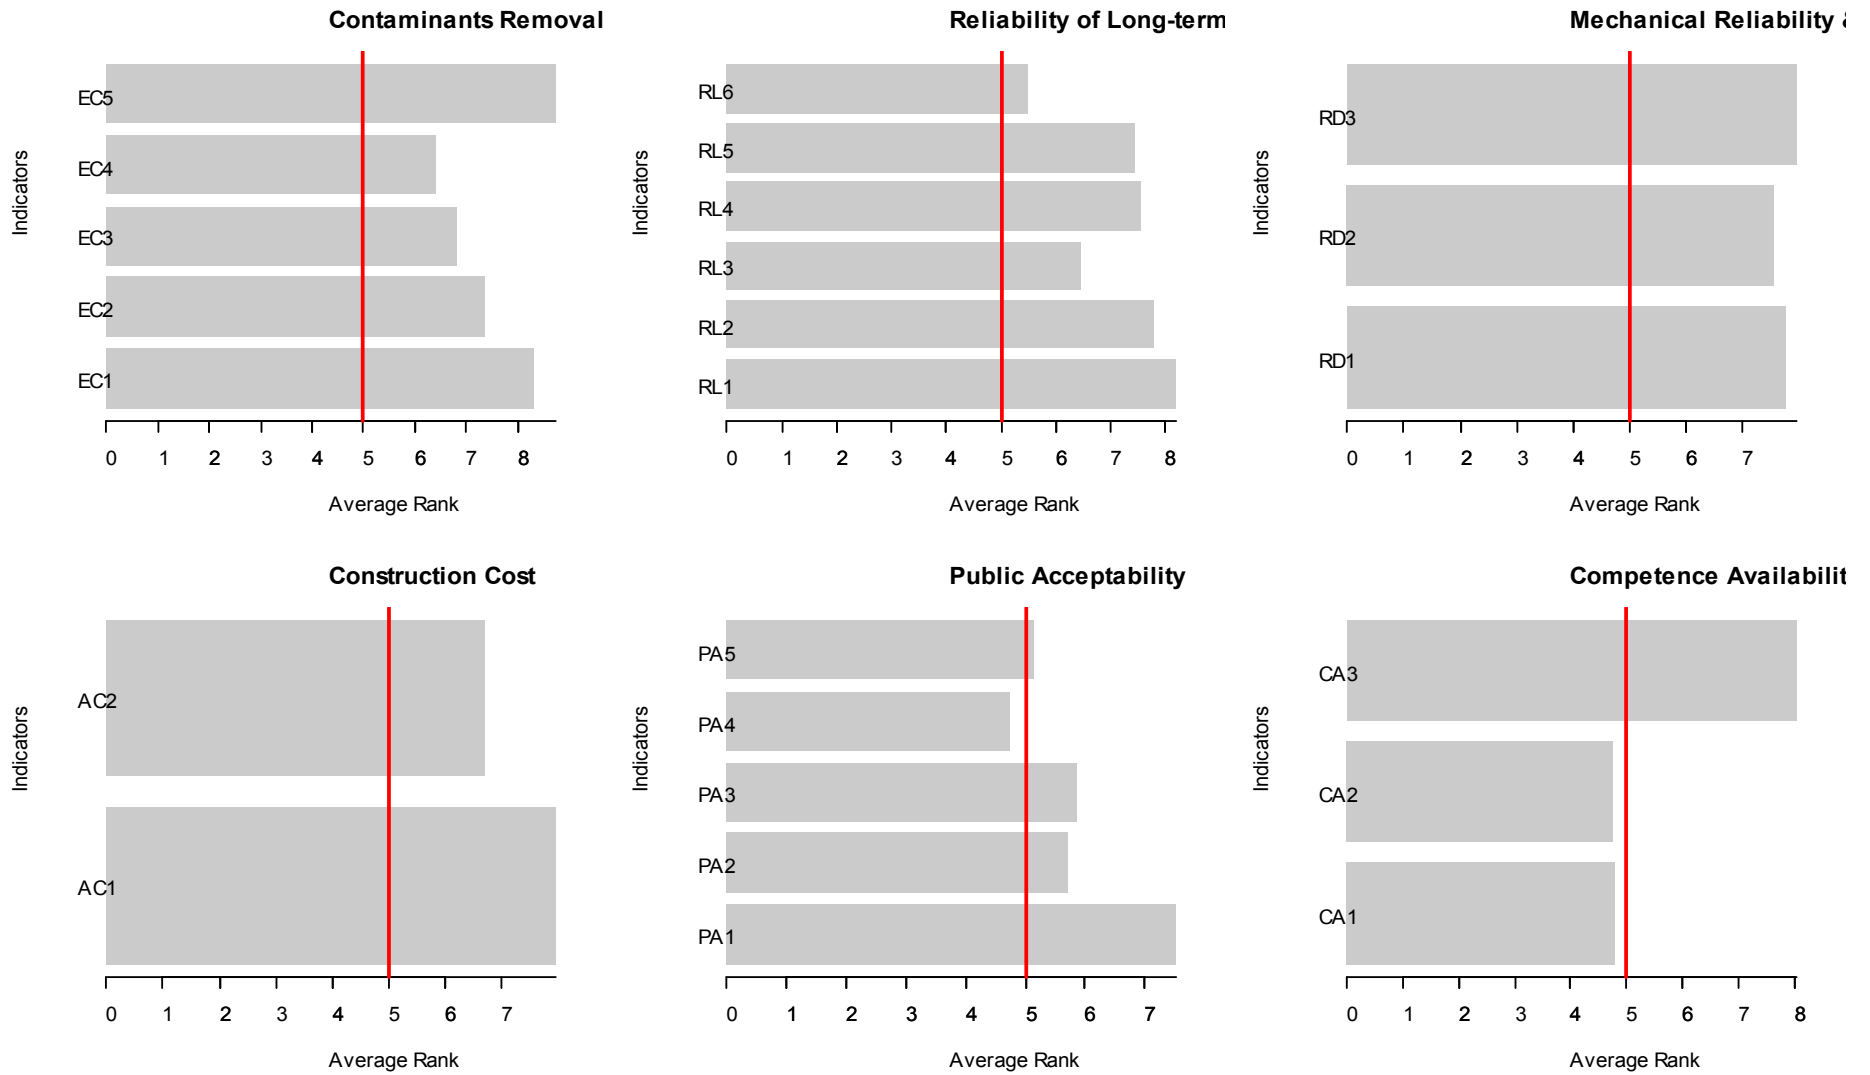 Contaminants Removal
Indicators
EC5
EC4
EC3
EC2
EC1
0 1 2 3 4 5 6 7 8
Average Rank
Reliability of Long-term
Indicators
RL6
RL5
RL4
RL3
RL2
RL1
0 1 2 3 4 5 6 7 8
Average Rank
Mechanical Reliability &
Indicators
RD3
RD2
RD1
0 1 2 3 4 5 6 7
Average Rank
Construction Cost
Indicators
AC2
AC1
0 1 2 3 4 5 6 7
Average Rank
Public Acceptability
Indicators
PA5
PA4
PA3
PA2
PA1
0 1 2 3 4 5 6 7
Average Rank
Competence Availabilit
Indicators
CA3
CA2
CA1
0 1 2 3 4 5 6 7 8
Average Rank